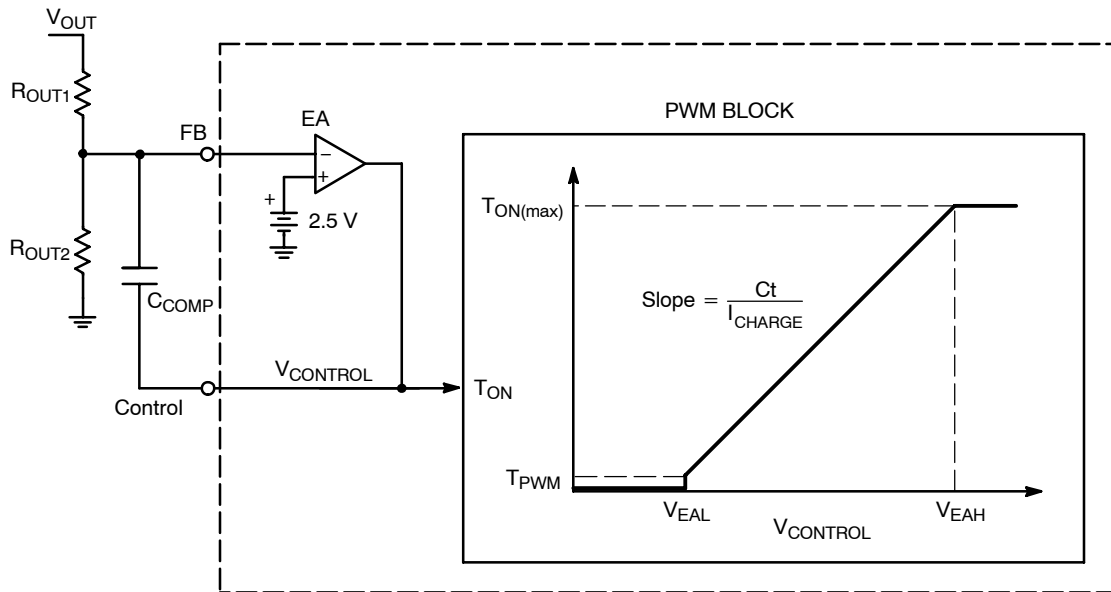 VOUT
ROUT1
FB
EA
PWM BLOCK
−
+
+
2.5 V
ROUT2
CCOMP
TON(max)
Slope = Ct
ICHARGE
VCONTROL
TON
Control
TPWM
VEAL
VEAH
VCONTROL